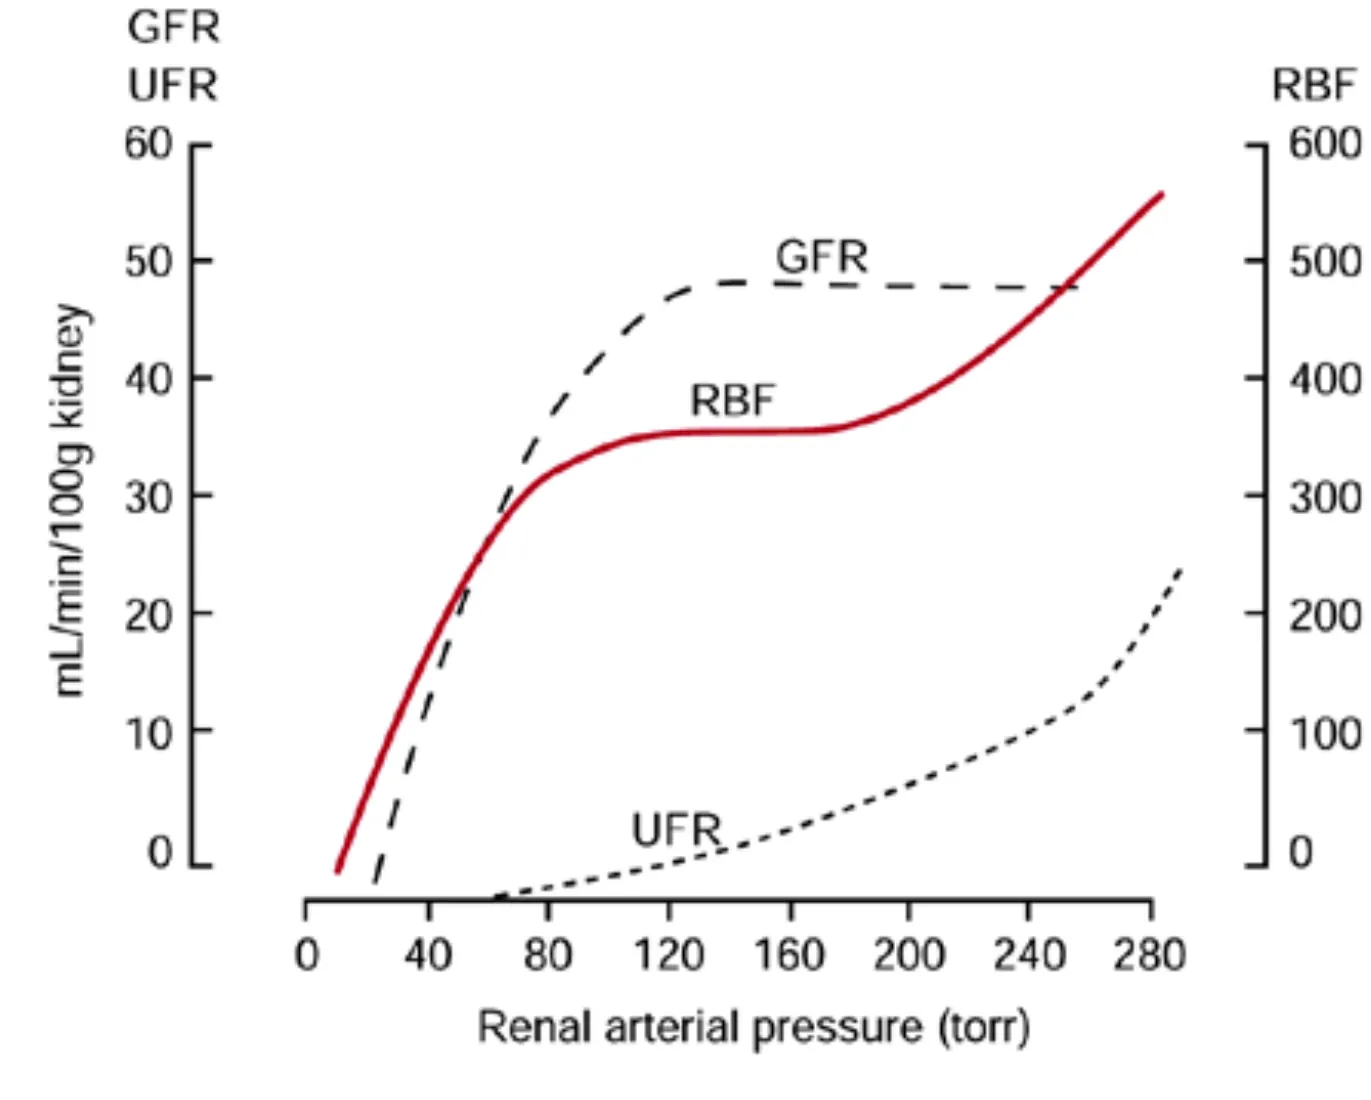 GFR
UFR
RBF
60
50
40
30
20
10
0
mL/min/100g kidney
600
500
400
300
200
100
0
GFR
RBF
UFR
0 40 80 120 160 200 240 280
Renal arterial pressure (torr)